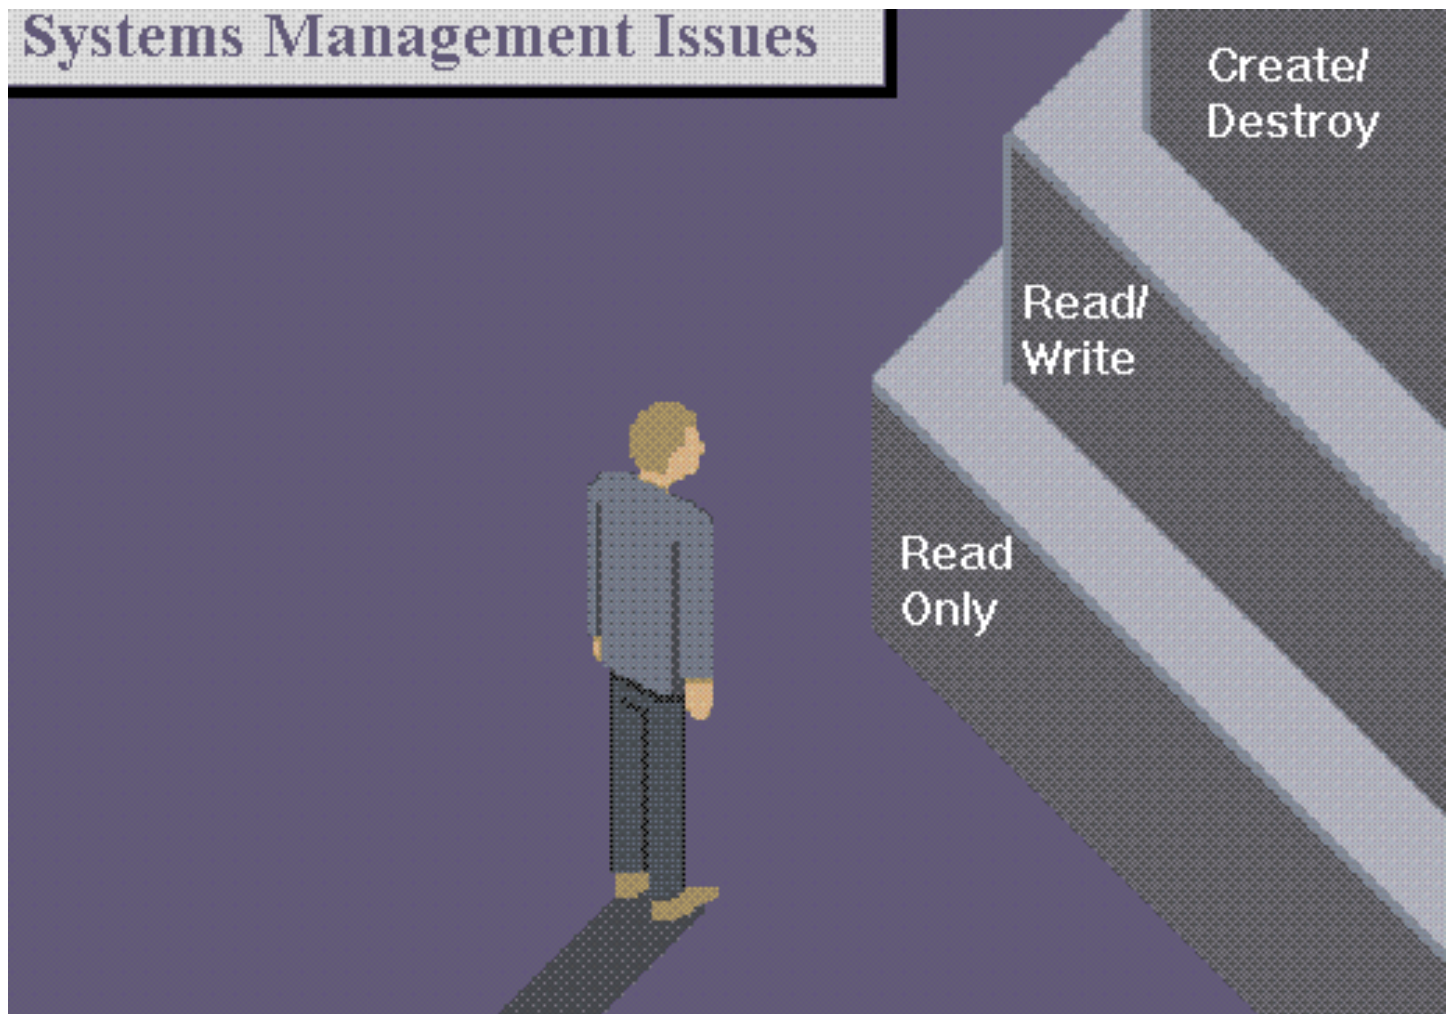 Systems Management Issues
Create/
Destroy
Read/
Write
Read
Only